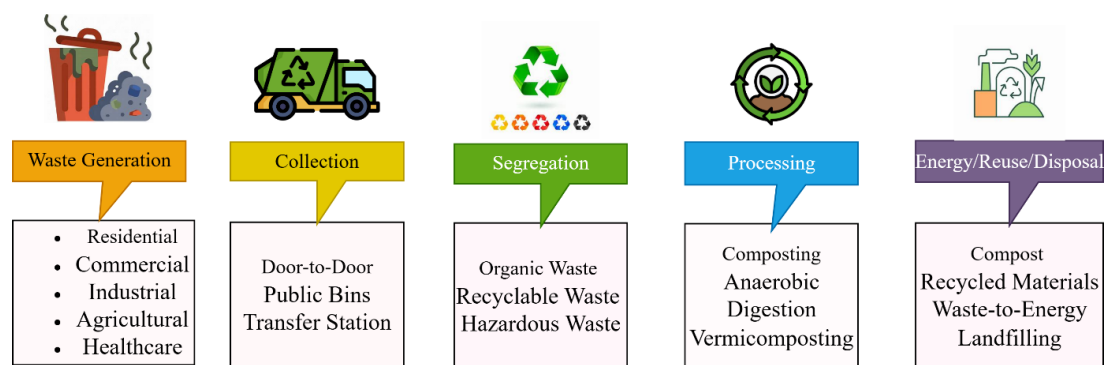 Waste Generation
Collection
Segregation
Processing
Energy/Reuse/Disposal
• Residential
• Commercial
• Industrial
• Agricultural
• Healthcare
Door-to-Door
Public Bins
Transfer Station
Organic Waste
Recyclable Waste
Hazardous Waste
Composting
Anaerobic
Digestion
Vermicomposting
Compost
Recycled Materials
Waste-to-Energy
Landfilling